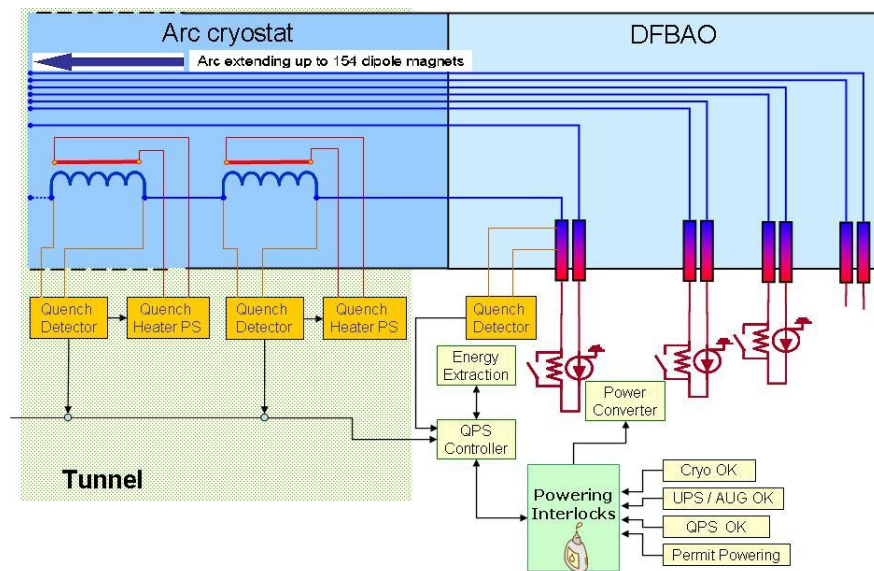 Arc cryostat
DFBAO
Arc extending up to 154 dipole magnets
Quench
Detector
Quench
Heater PS
Quench
Detector
Quench
Heater PS
Quench
Detector
Energy
Extraction
Power
Converter
QPS
Controller
Tunnel
Powering
Interlocks
Cryo OK
UPS / AUG OK
QPS OK
Permit Powering